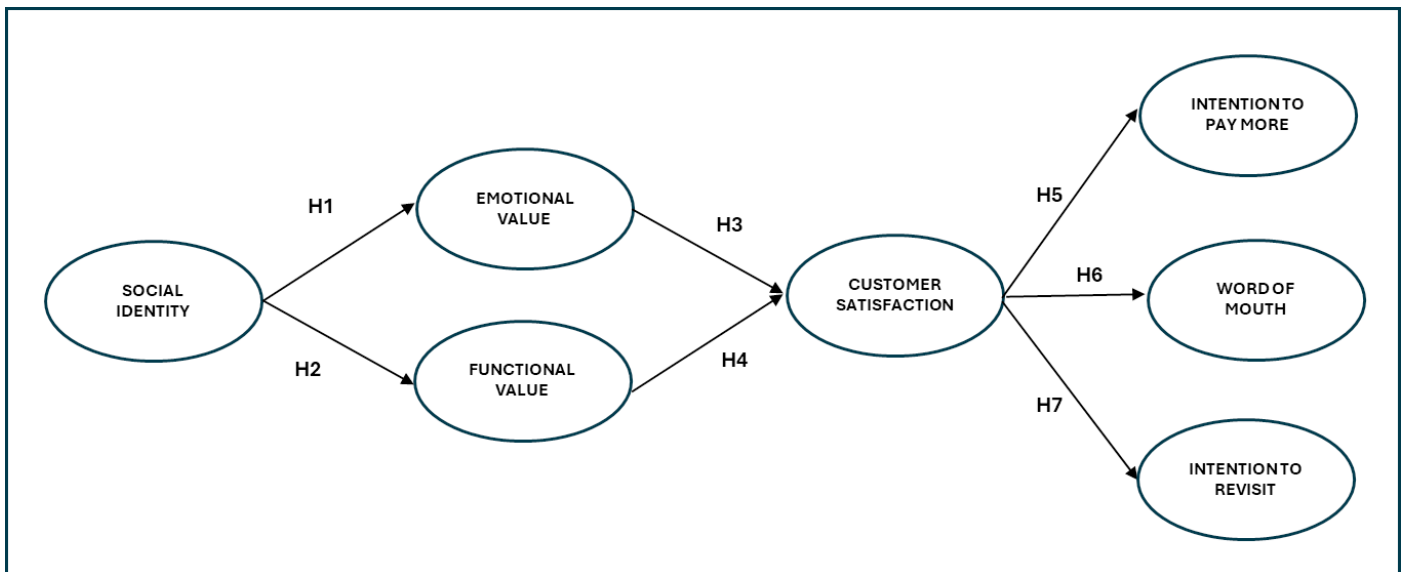 SOCIAL
IDENTITY
H1
H2
EMOTIONAL
VALUE
FUNCTIONAL
VALUE
H3
H4
CUSTOMER
SATISFACTION
H5
H6
H7
INTENTION TO
PAY MORE
WORD OF
MOUTH
INTENTION TO
REVISIT